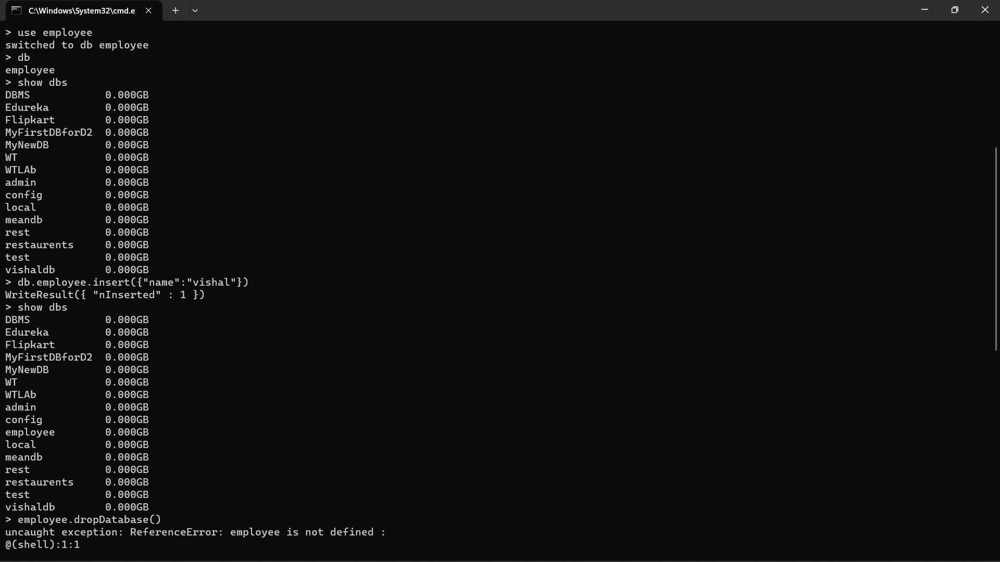 C:\Windows\System32\cmd.e
> use employee
switched to db employee
> db
employee
> show dbs
DBMS 0.000GB
Edureka 0.000GB
Flipkart 0.000GB
MyFirstDBforD2 0.000GB
MyNewDB 0.000GB
WT 0.000GB
WTLAb 0.000GB
admin 0.000GB
config 0.000GB
local 0.000GB
meandb 0.000GB
rest 0.000GB
restaurents 0.000GB
test 0.000GB
vishaldb 0.000GB
> db.employee.insert({"name":"vishal"})
WriteResult({ "nInserted" : 1 })
> show dbs
DBMS 0.000GB
Edureka 0.000GB
Flipkart 0.000GB
MyFirstDBforD2 0.000GB
MyNewDB 0.000GB
WT 0.000GB
WTLAb 0.000GB
admin 0.000GB
config 0.000GB
employee 0.000GB
local 0.000GB
meandb 0.000GB
rest 0.000GB
restaurents 0.000GB
test 0.000GB
vishaldb 0.000GB
> employee.dropDatabase()
uncaught exception: ReferenceError: employee is not defined :
@(shell):1:1